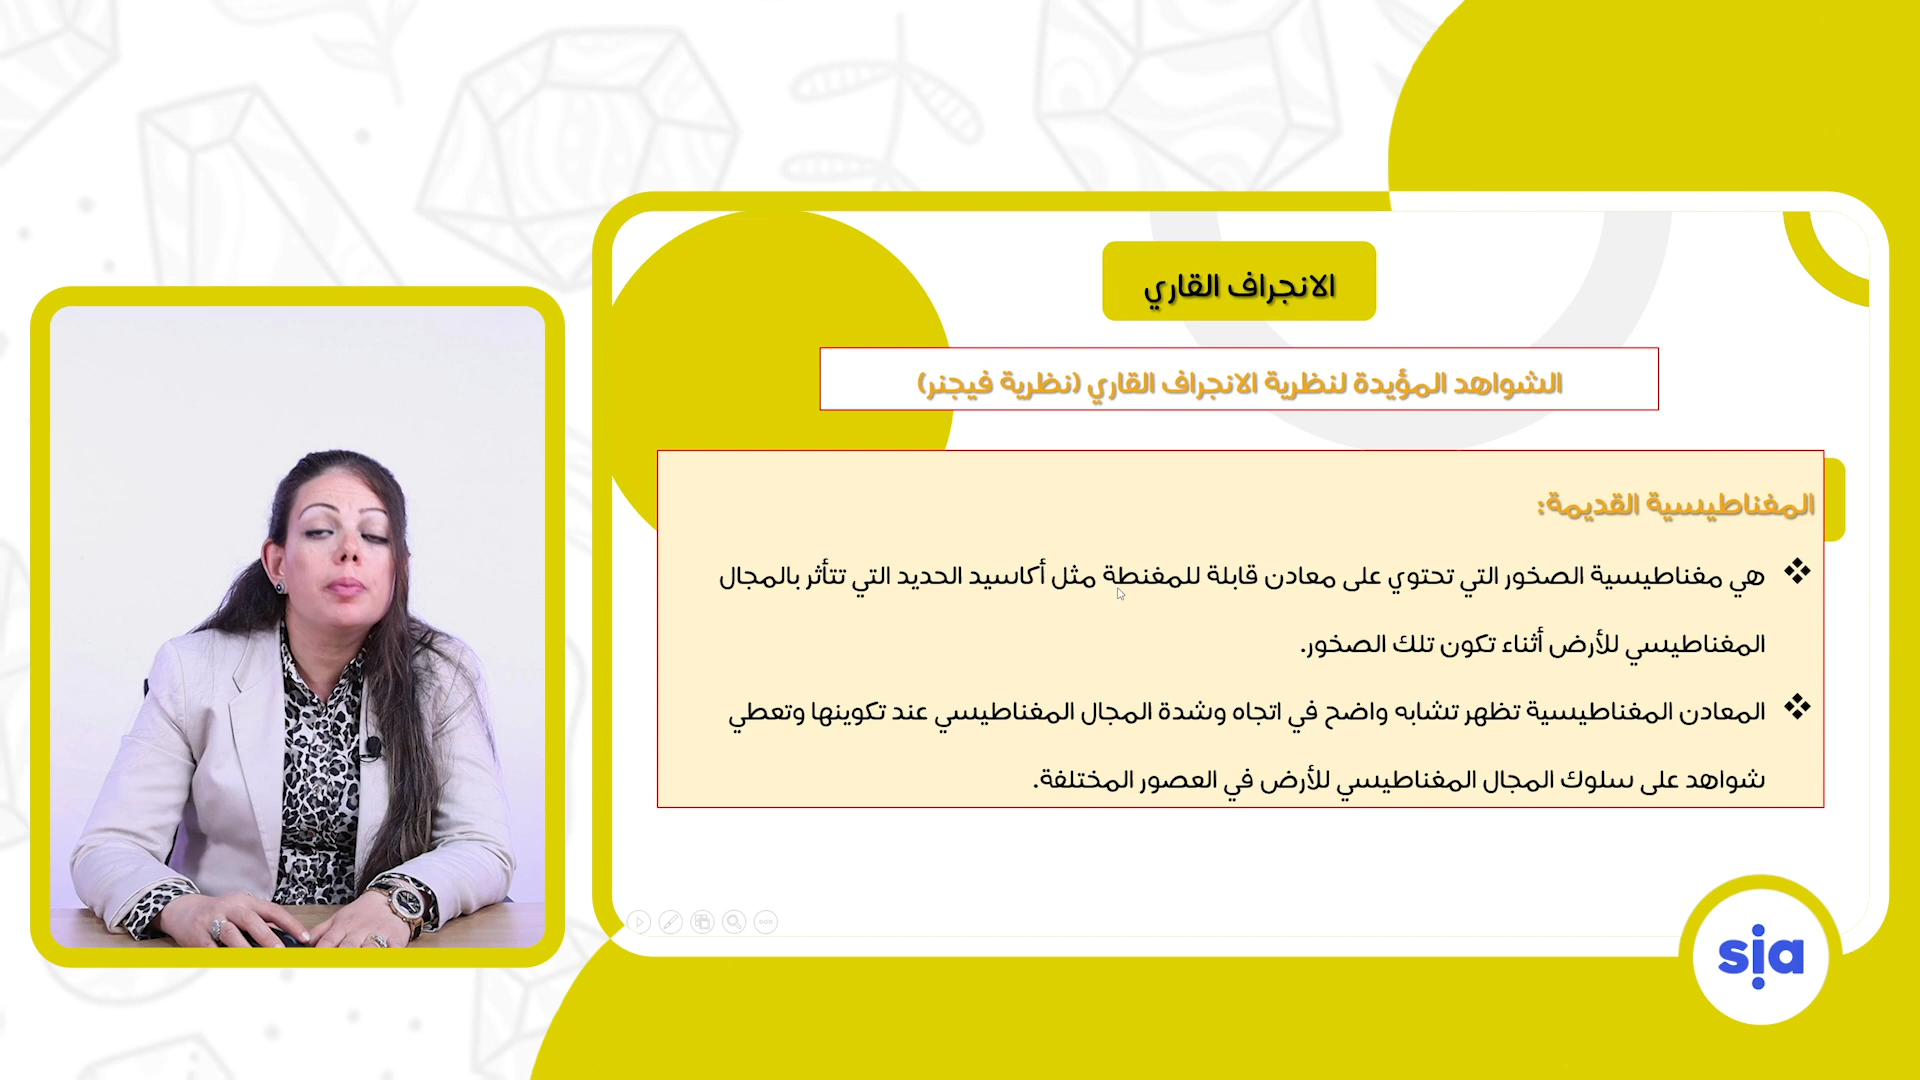 الانجراف القاري
الشواهد المؤيدة لنظرية الانجراف القاري (نظرية فيجنر)
المغناطيسية القديمة:
❖ هي مغناطيسية الصخور التي تحتوي على معادن قابلة للمغنطة مثل أكاسيد الحديد التي تتأثر بالمجال
المغناطيسي للأرض أثناء تكون تلك الصخور.
❖ المعادن المغناطيسية تظهر تشابه واضح في اتجاه وشدة المجال المغناطيسي عند تكوينها وتعطي
شواهد على سلوك المجال المغناطيسي للأرض في العصور المختلفة.
sia